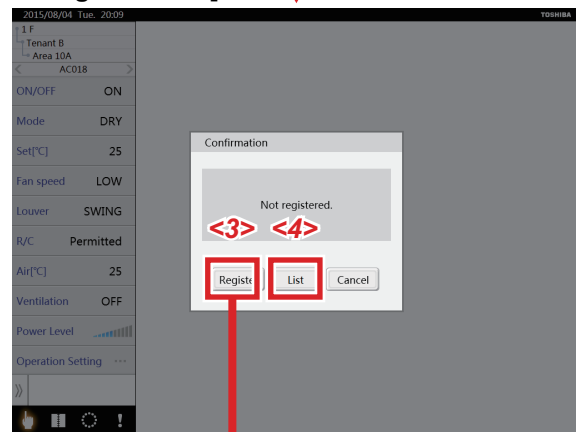 2015/08/04 Tue. 20:09
TOSHIBA
1 F
Tenant B
Area 10A
< AC018 >
ON/OFF ON
Mode DRY
Set[°C] 25
Fan speed LOW
Louver SWING
R/C Permitted
Air[°C] 25
Ventilation OFF
Power Level
Operation Setting ···
Confirmation
Not registered.
<3> <4>
Register List Cancel